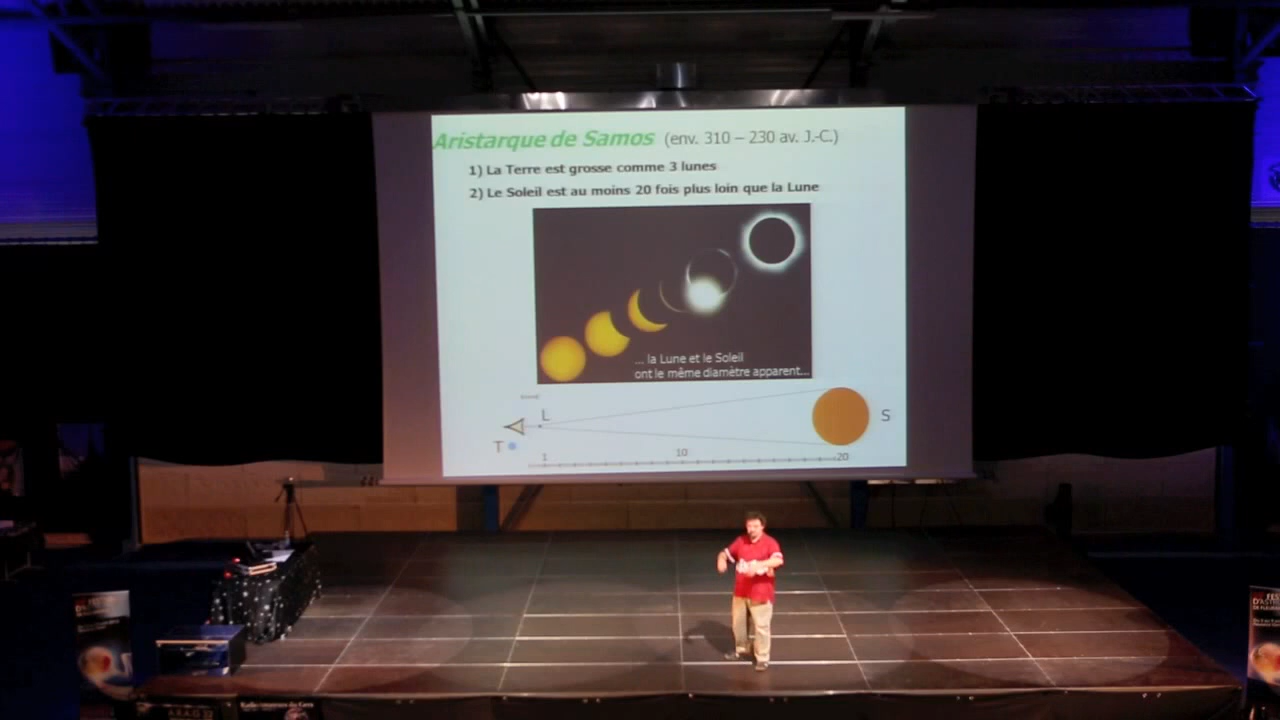 Aristarque de Samos (env. 310 – 230 av. J.-C.)
1) La Terre est grosse comme 3 lunes
2) Le Soleil est au moins 20 fois plus loin que la Lune
... la Lune et le Soleil
ont le même diamètre apparent...
L
S
T
1 10 20